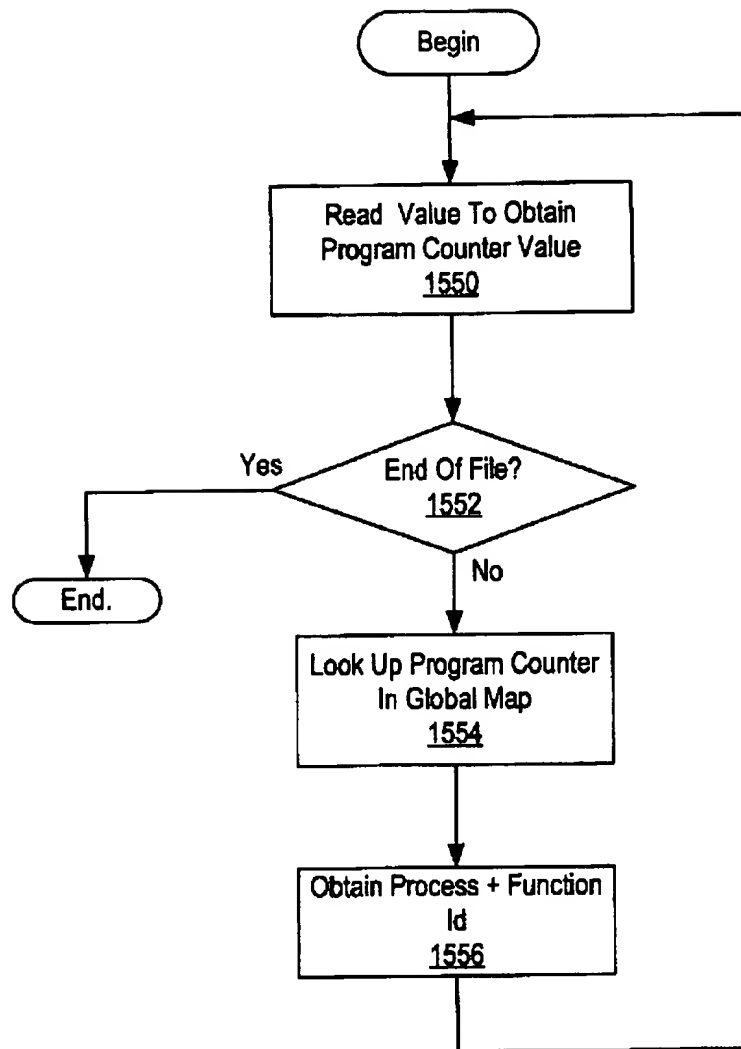 Begin
Read Value To Obtain
Program Counter Value
1550
Yes
End Of File?
1552
No
End.
Look Up Program Counter
In Global Map
1554
Obtain Process + Function
Id
1556